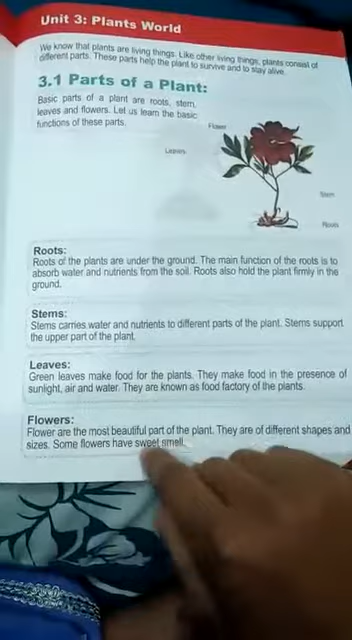 Unit 3: Plants World
We know that plants are living things. Like other living things, plants consist of
different parts. These parts help the plant to survive and to stay alive.
3.1 Parts of a Plant:
Basic parts of a plant are roots, stem,
leaves and flowers. Let us learn the basic
functions of these parts.
Flower
Leaves
Stem
Roots
Roots:
Roots of the plants are under the ground. The main function of the roots is to
absorb water and nutrients from the soil. Roots also hold the plant firmly in the
ground.
Stems:
Stems carries water and nutrients to different parts of the plant. Stems support
the upper part of the plant.
Leaves:
Green leaves make food for the plants. They make food in the presence of
sunlight, air and water. They are known as food factory of the plants.
Flowers:
Flower are the most beautiful part of the plant. They are of different shapes and
sizes. Some flowers have sweet smell.